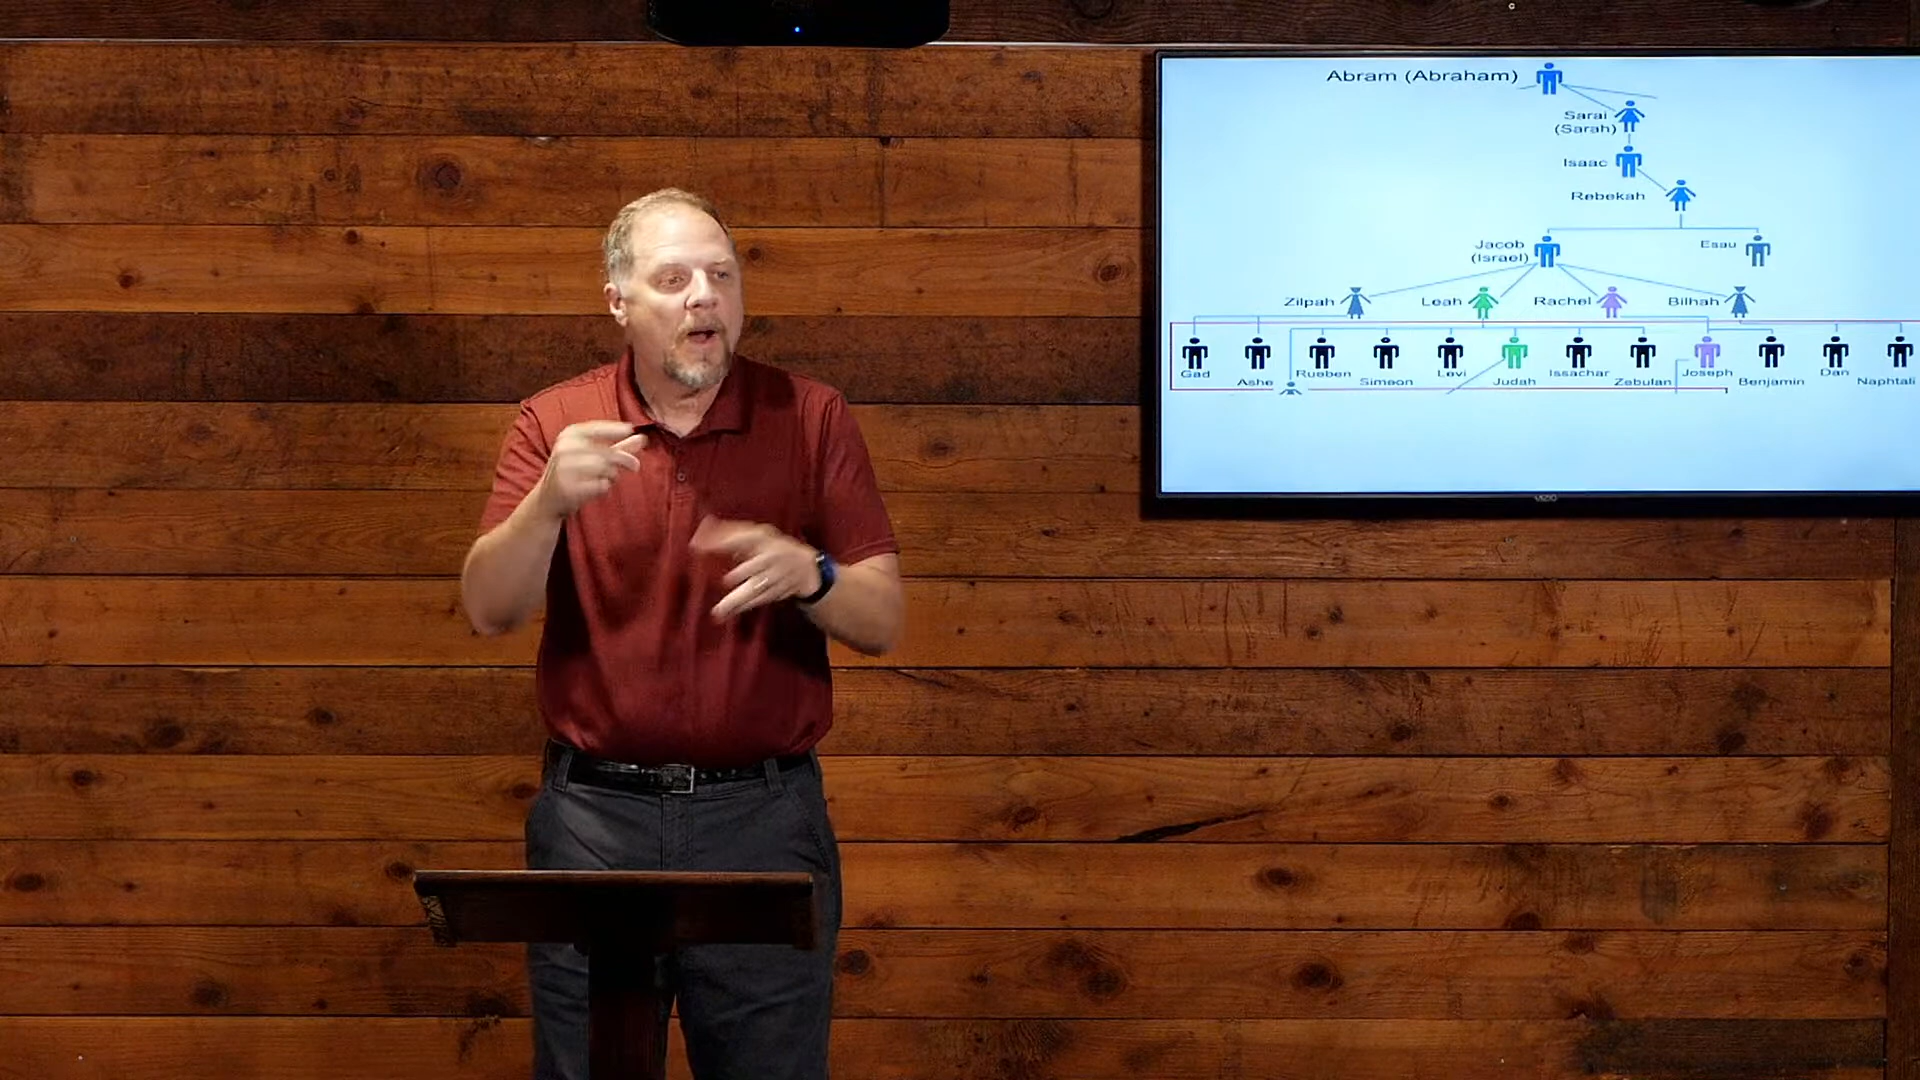 Abram (Abraham)
Sarai
(Sarah)
Isaac
Rebekah
Jacob
(Israel)
Esau
Zilpah
Leah
Rachel
Bilhah
Gad
Ashe
Rueben
Simeon
Levi
Judah
Issachar
Zebulan
Joseph
Benjamin
Dan
Naphtali
VIZIO